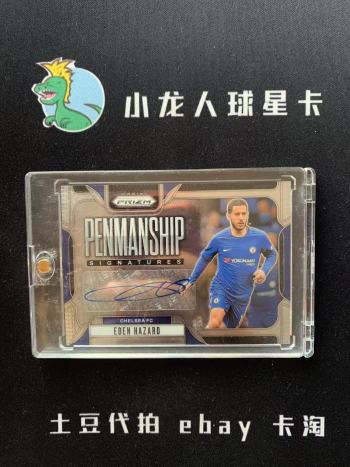 小龙人球星卡
PANINI
PRIZM
PENMANSHIP
SIGNATURES
YOKOHAMA
CHELSEA FC
EDEN HAZARD
土豆代拍 ebay 卡淘